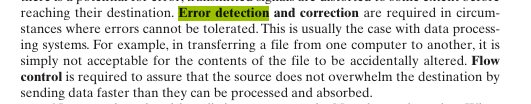 there is a potential for error; transmitted signals are distorted to some extent before
reaching their destination. Error detection and correction are required in circum-
stances where errors cannot be tolerated. This is usually the case with data process-
ing systems. For example, in transferring a file from one computer to another, it is
simply not acceptable for the contents of the file to be accidentally altered. Flow
control is required to assure that the source does not overwhelm the destination by
sending data faster than they can be processed and absorbed.